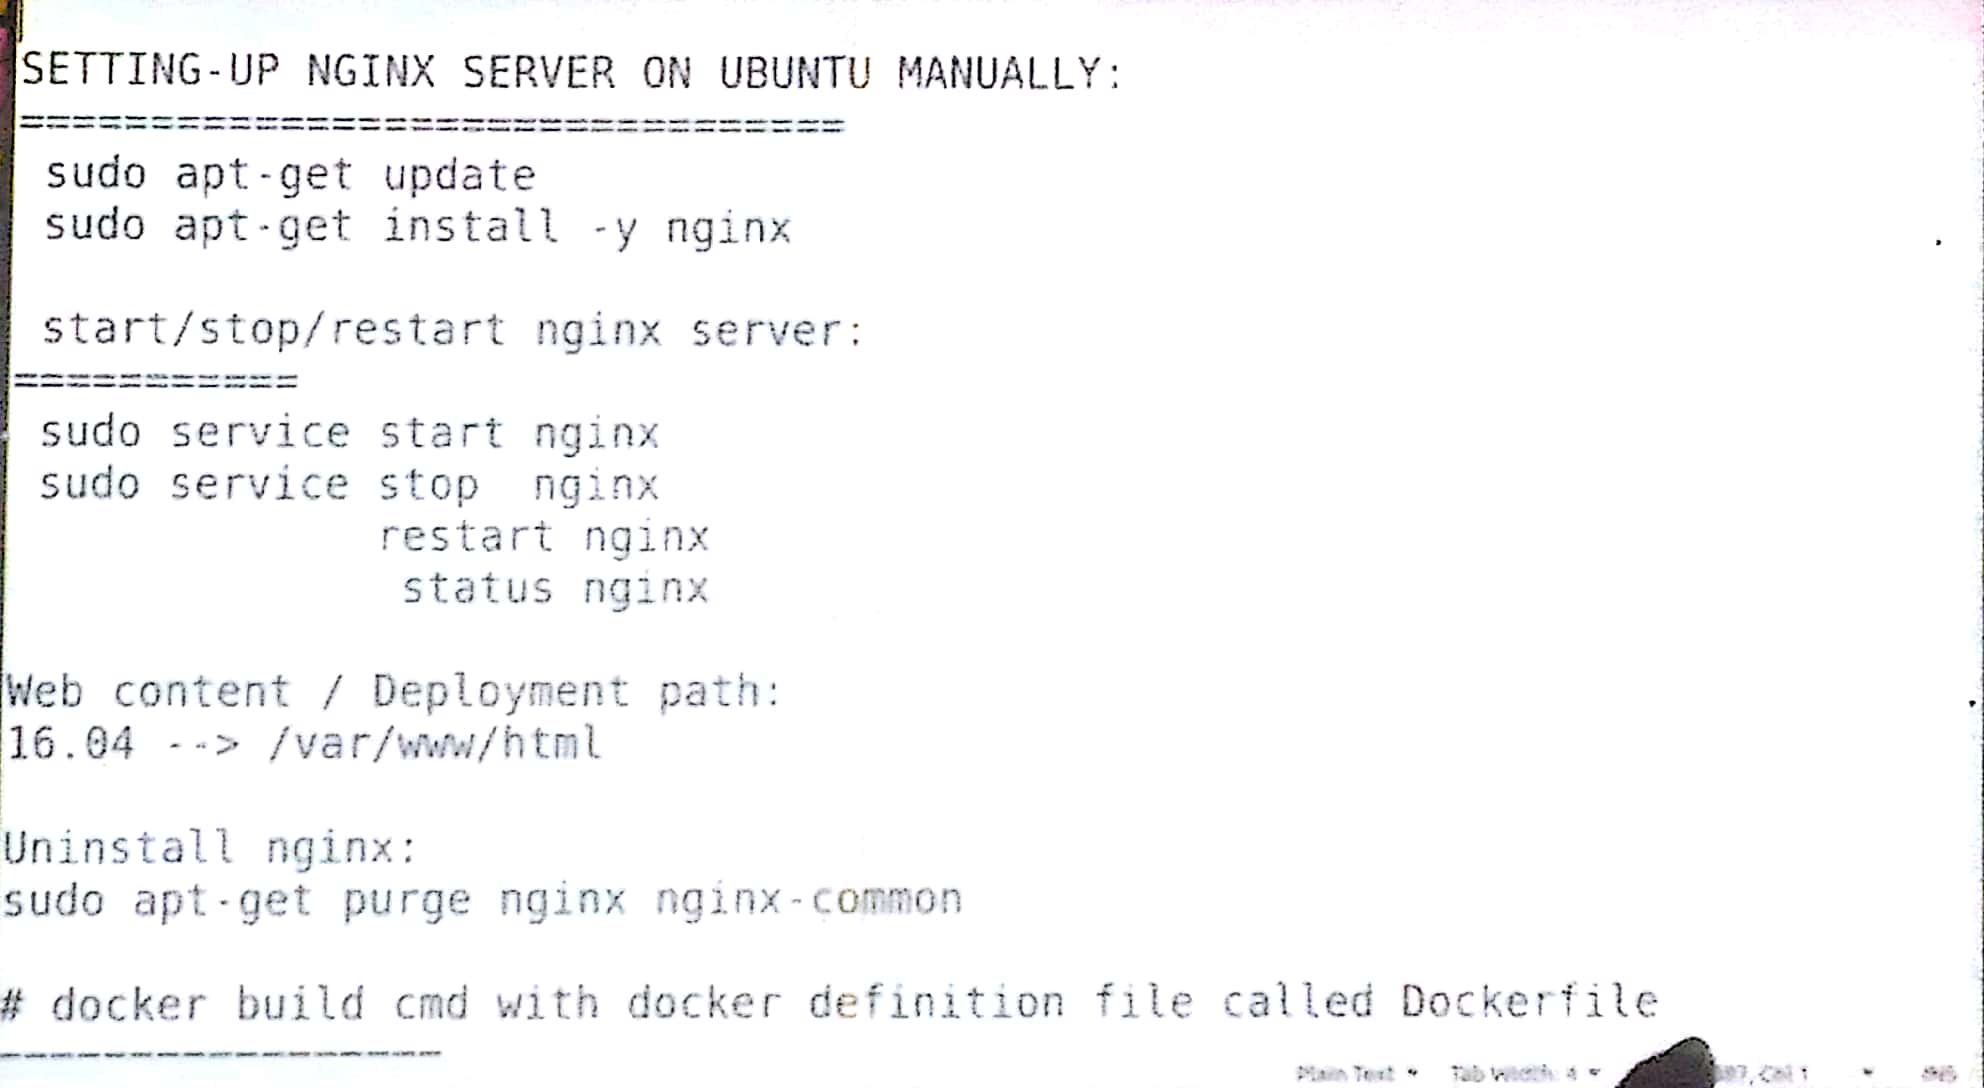 SETTING-UP NGINX SERVER ON UBUNTU MANUALLY:
================================
sudo apt-get update
sudo apt-get install -y nginx
start/stop/restart nginx server:
===========
sudo service start nginx
sudo service stop  nginx
restart nginx
status nginx
Web content / Deployment path:
16.04 --> /var/www/html
Uninstall nginx:
sudo apt-get purge nginx nginx-common
# docker build cmd with docker definition file called Dockerfile
-----------------
Plain Text Tab Width: 4 Col 1 INS